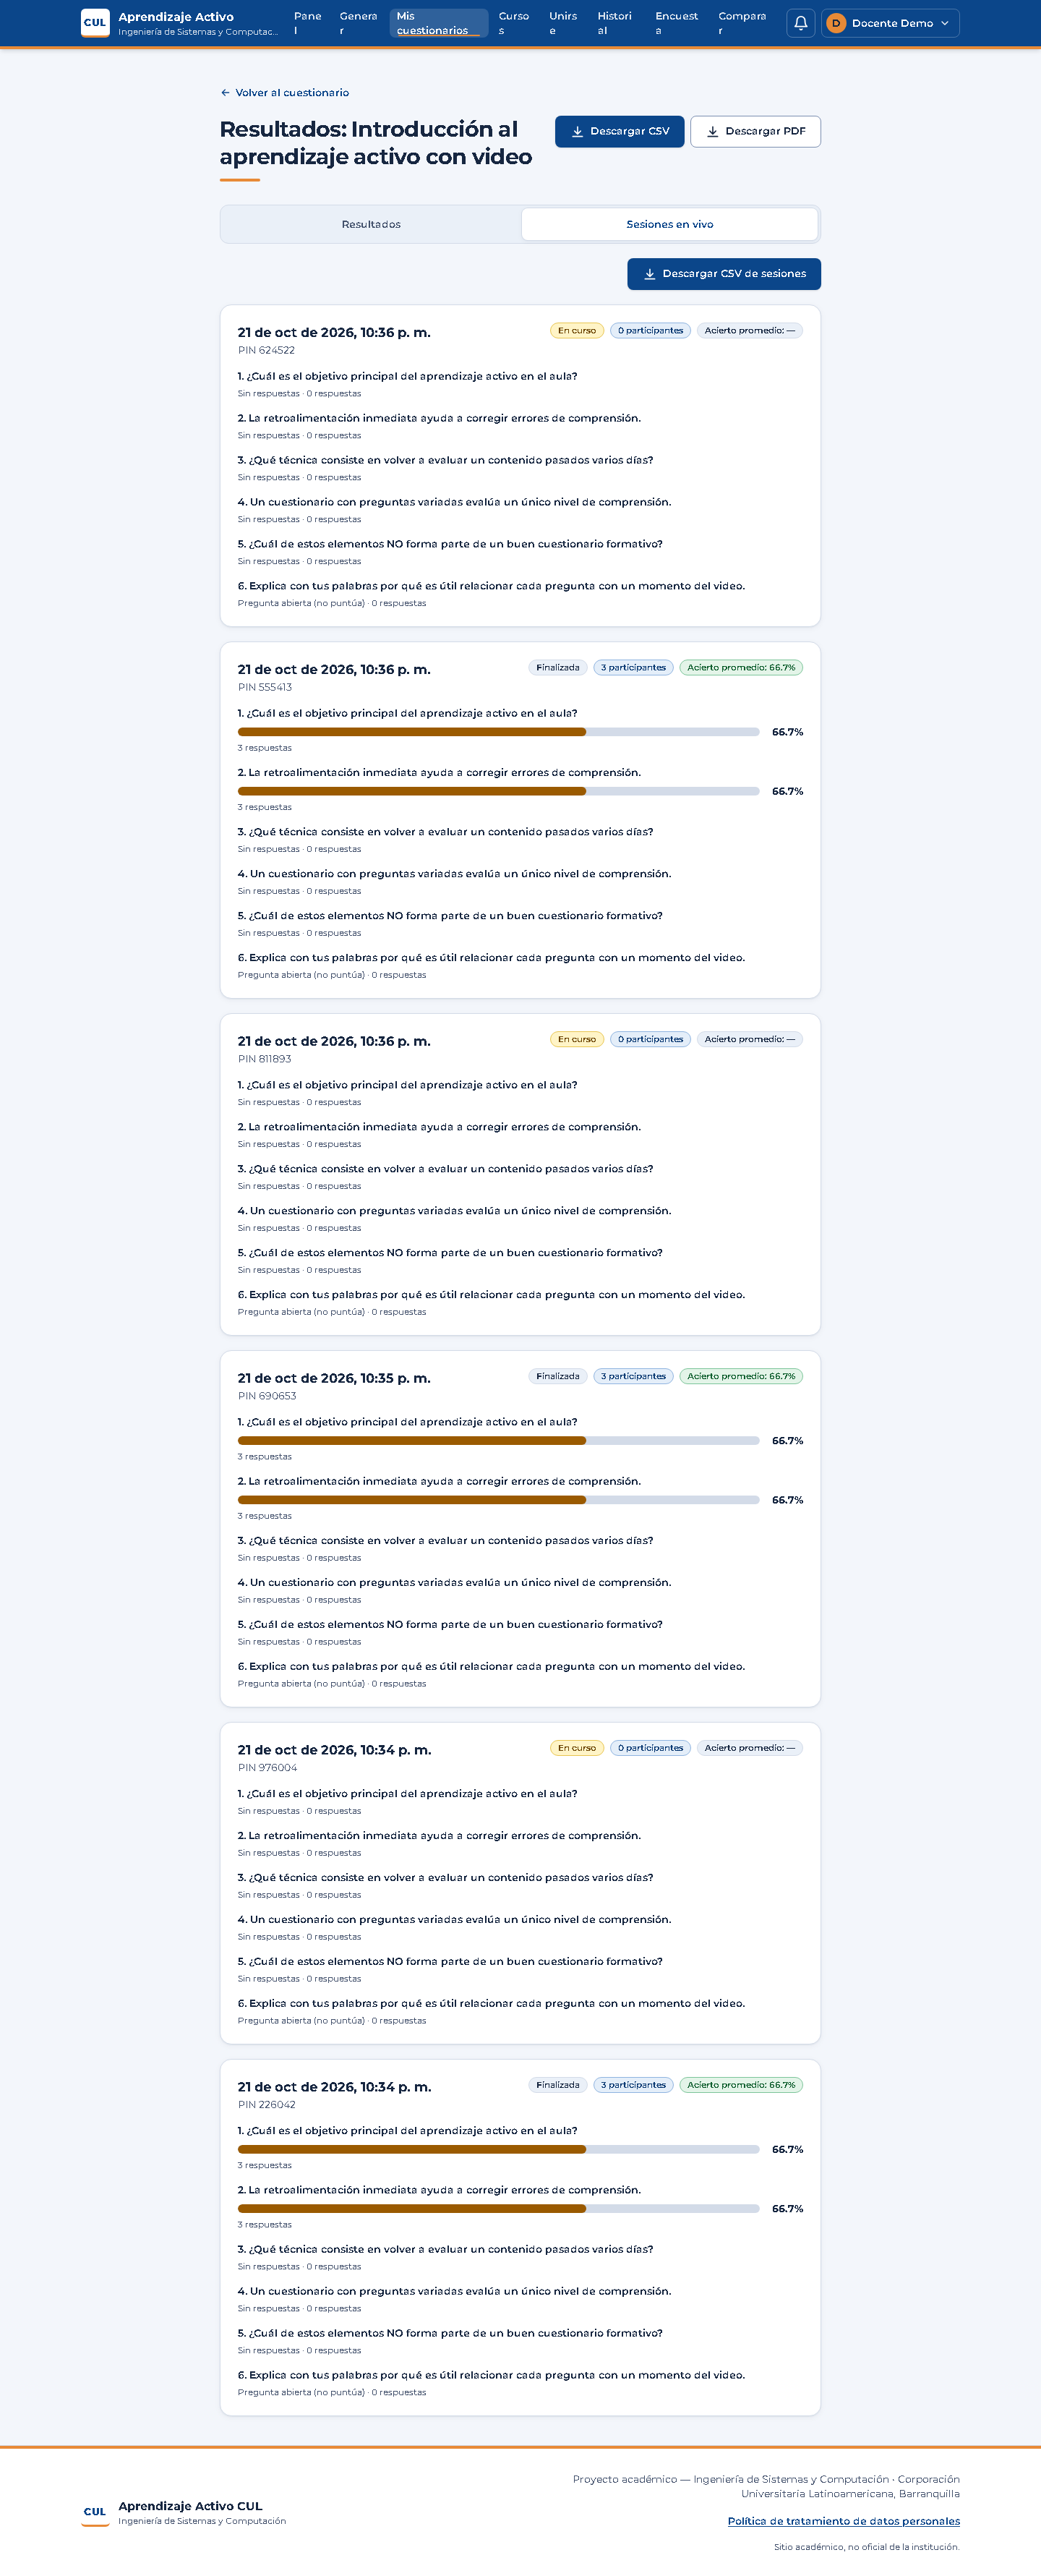 CUL
Aprendizaje Activo
Ingeniería de Sistemas y Computac...
Pane
l
Genera
r
Mis
cuestionarios
Curso
s
Unirs
e
Histori
al
Encuest
a
Compara
r
D
Docente Demo
← Volver al cuestionario
Resultados: Introducción al
aprendizaje activo con video
Descargar CSV
Descargar PDF
Resultados
Sesiones en vivo
Descargar CSV de sesiones
21 de oct de 2026, 10:36 p. m.
En curso
0 participantes
Acierto promedio: —
PIN 624522
1. ¿Cuál es el objetivo principal del aprendizaje activo en el aula?
Sin respuestas · 0 respuestas
2. La retroalimentación inmediata ayuda a corregir errores de comprensión.
Sin respuestas · 0 respuestas
3. ¿Qué técnica consiste en volver a evaluar un contenido pasados varios días?
Sin respuestas · 0 respuestas
4. Un cuestionario con preguntas variadas evalúa un único nivel de comprensión.
Sin respuestas · 0 respuestas
5. ¿Cuál de estos elementos NO forma parte de un buen cuestionario formativo?
Sin respuestas · 0 respuestas
6. Explica con tus palabras por qué es útil relacionar cada pregunta con un momento del video.
Pregunta abierta (no puntúa) · 0 respuestas
21 de oct de 2026, 10:36 p. m.
Finalizada
3 participantes
Acierto promedio: 66.7%
PIN 555413
1. ¿Cuál es el objetivo principal del aprendizaje activo en el aula?
66.7%
3 respuestas
2. La retroalimentación inmediata ayuda a corregir errores de comprensión.
66.7%
3 respuestas
3. ¿Qué técnica consiste en volver a evaluar un contenido pasados varios días?
Sin respuestas · 0 respuestas
4. Un cuestionario con preguntas variadas evalúa un único nivel de comprensión.
Sin respuestas · 0 respuestas
5. ¿Cuál de estos elementos NO forma parte de un buen cuestionario formativo?
Sin respuestas · 0 respuestas
6. Explica con tus palabras por qué es útil relacionar cada pregunta con un momento del video.
Pregunta abierta (no puntúa) · 0 respuestas
21 de oct de 2026, 10:36 p. m.
En curso
0 participantes
Acierto promedio: —
PIN 811893
1. ¿Cuál es el objetivo principal del aprendizaje activo en el aula?
Sin respuestas · 0 respuestas
2. La retroalimentación inmediata ayuda a corregir errores de comprensión.
Sin respuestas · 0 respuestas
3. ¿Qué técnica consiste en volver a evaluar un contenido pasados varios días?
Sin respuestas · 0 respuestas
4. Un cuestionario con preguntas variadas evalúa un único nivel de comprensión.
Sin respuestas · 0 respuestas
5. ¿Cuál de estos elementos NO forma parte de un buen cuestionario formativo?
Sin respuestas · 0 respuestas
6. Explica con tus palabras por qué es útil relacionar cada pregunta con un momento del video.
Pregunta abierta (no puntúa) · 0 respuestas
21 de oct de 2026, 10:35 p. m.
Finalizada
3 participantes
Acierto promedio: 66.7%
PIN 690653
1. ¿Cuál es el objetivo principal del aprendizaje activo en el aula?
66.7%
3 respuestas
2. La retroalimentación inmediata ayuda a corregir errores de comprensión.
66.7%
3 respuestas
3. ¿Qué técnica consiste en volver a evaluar un contenido pasados varios días?
Sin respuestas · 0 respuestas
4. Un cuestionario con preguntas variadas evalúa un único nivel de comprensión.
Sin respuestas · 0 respuestas
5. ¿Cuál de estos elementos NO forma parte de un buen cuestionario formativo?
Sin respuestas · 0 respuestas
6. Explica con tus palabras por qué es útil relacionar cada pregunta con un momento del video.
Pregunta abierta (no puntúa) · 0 respuestas
21 de oct de 2026, 10:34 p. m.
En curso
0 participantes
Acierto promedio: —
PIN 976004
1. ¿Cuál es el objetivo principal del aprendizaje activo en el aula?
Sin respuestas · 0 respuestas
2. La retroalimentación inmediata ayuda a corregir errores de comprensión.
Sin respuestas · 0 respuestas
3. ¿Qué técnica consiste en volver a evaluar un contenido pasados varios días?
Sin respuestas · 0 respuestas
4. Un cuestionario con preguntas variadas evalúa un único nivel de comprensión.
Sin respuestas · 0 respuestas
5. ¿Cuál de estos elementos NO forma parte de un buen cuestionario formativo?
Sin respuestas · 0 respuestas
6. Explica con tus palabras por qué es útil relacionar cada pregunta con un momento del video.
Pregunta abierta (no puntúa) · 0 respuestas
21 de oct de 2026, 10:34 p. m.
Finalizada
3 participantes
Acierto promedio: 66.7%
PIN 226042
1. ¿Cuál es el objetivo principal del aprendizaje activo en el aula?
66.7%
3 respuestas
2. La retroalimentación inmediata ayuda a corregir errores de comprensión.
66.7%
3 respuestas
3. ¿Qué técnica consiste en volver a evaluar un contenido pasados varios días?
Sin respuestas · 0 respuestas
4. Un cuestionario con preguntas variadas evalúa un único nivel de comprensión.
Sin respuestas · 0 respuestas
5. ¿Cuál de estos elementos NO forma parte de un buen cuestionario formativo?
Sin respuestas · 0 respuestas
6. Explica con tus palabras por qué es útil relacionar cada pregunta con un momento del video.
Pregunta abierta (no puntúa) · 0 respuestas
CUL
Aprendizaje Activo CUL
Ingeniería de Sistemas y Computación
Proyecto académico — Ingeniería de Sistemas y Computación · Corporación
Universitaria Latinoamericana, Barranquilla
Política de tratamiento de datos personales
Sitio académico, no oficial de la institución.